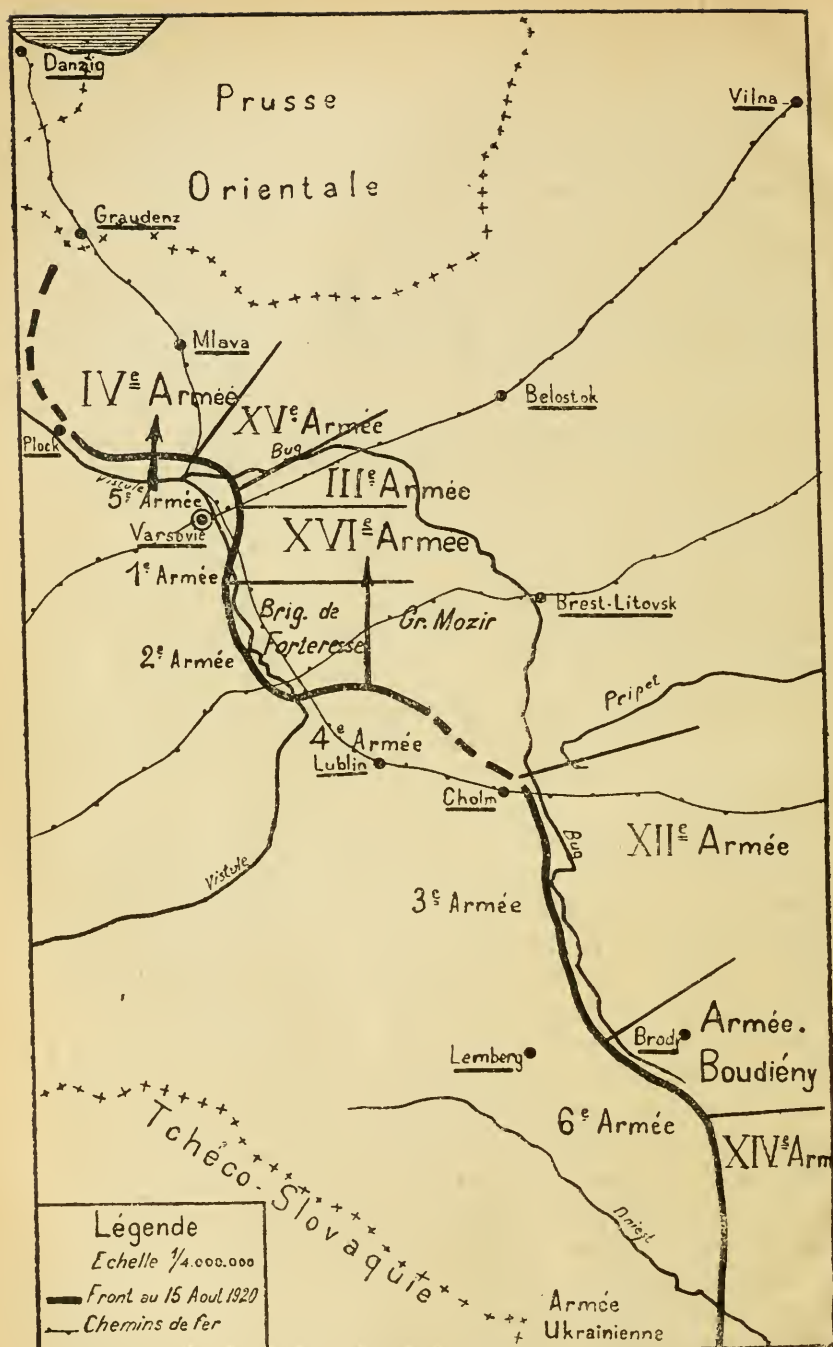 Danzig
Prusse
Orientale
Vilna
Graudenz
Mlava
IVᵉ Armée
XVᵉ Armée
Belostok
Plock
Bug
Vistule
5ᵉ Armée
IIIᵉ Armée
Varsovie
XVIᵉ Armée
1ᵉ Armée
Brig. de
Forteresse
Gr. Mozir
Brest-Litovsk
2ᵉ Armée
Pripet
4ᵉ Armée
Lublin
Cholm
Bug
XIIᵉ Armée
Vistule
3ᵉ Armée
Brody
Armée.
Boudiény
Lemberg
6ᵉ Armée
XIVᵉ Arm
Tchéco-Slovaquie
Dniest
Légende
Echelle 1/4.000.000
Front au 15 Aout 1920
Chemins de fer
Armée
Ukrainienne